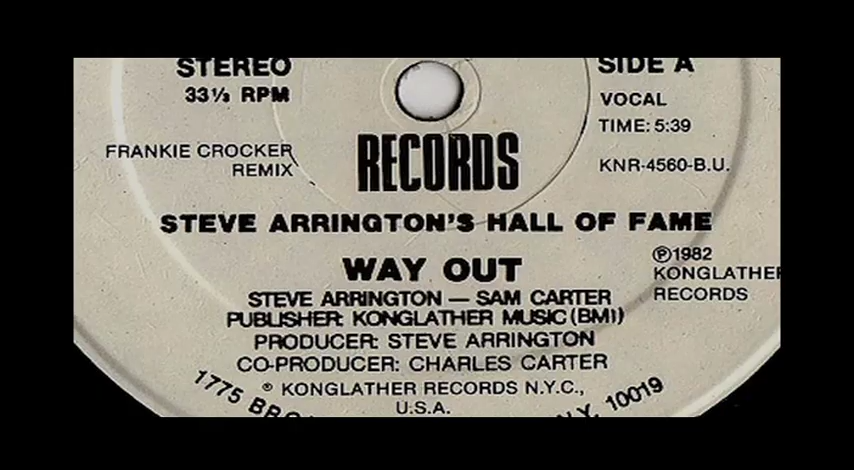 STEREO
SIDE A
33⅓ RPM
VOCAL
TIME: 5:39
FRANKIE CROCKER
REMIX
RECORDS
KNR-4560-B.U.
STEVE ARRINGTON'S HALL OF FAME
WAY OUT
℗1982
KONGLATHER
RECORDS
STEVE ARRINGTON — SAM CARTER
PUBLISHER: KONGLATHER MUSIC (BMI)
PRODUCER: STEVE ARRINGTON
CO-PRODUCER: CHARLES CARTER
® KONGLATHER RECORDS N.Y.C.,
U.S.A.
1775 N.Y. 10019